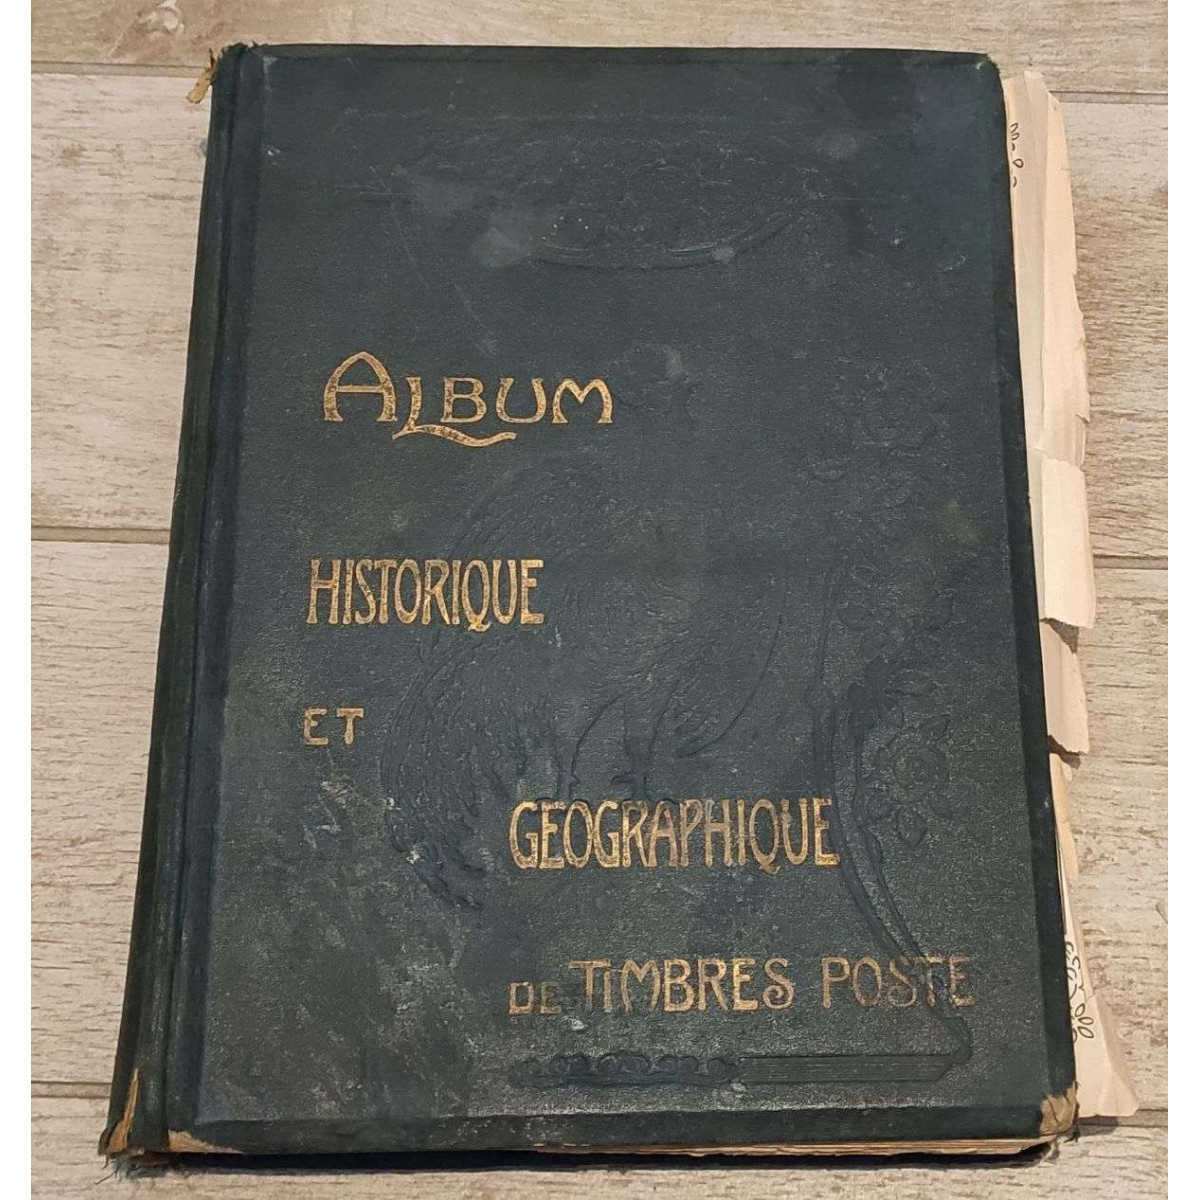 ALBUM
HISTORIQUE
ET
GEOGRAPHIQUE
DE TIMBRES POSTE